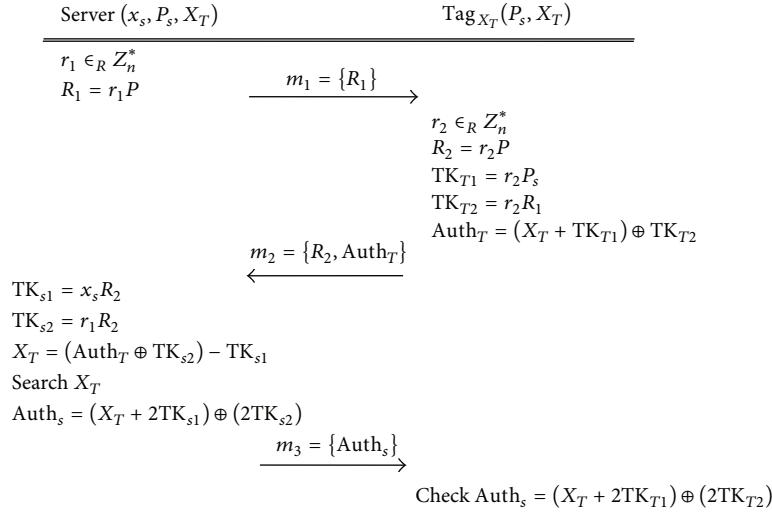 Server (x_s, P_s, X_T) Tag_{X_T}(P_s, X_T)
r_1 ∈_R Z_n^*
R_1 = r_1P
m_1 = {R_1}
r_2 ∈_R Z_n^*
R_2 = r_2P
TK_{T1} = r_2P_s
TK_{T2} = r_2R_1
Auth_T = (X_T + TK_{T1}) ⊕ TK_{T2}
m_2 = {R_2, Auth_T}
TK_{s1} = x_sR_2
TK_{s2} = r_1R_2
X_T = (Auth_T ⊕ TK_{s2}) − TK_{s1}
Search X_T
Auth_s = (X_T + 2TK_{s1}) ⊕ (2TK_{s2})
m_3 = {Auth_s}
Check Auth_s = (X_T + 2TK_{T1}) ⊕ (2TK_{T2})